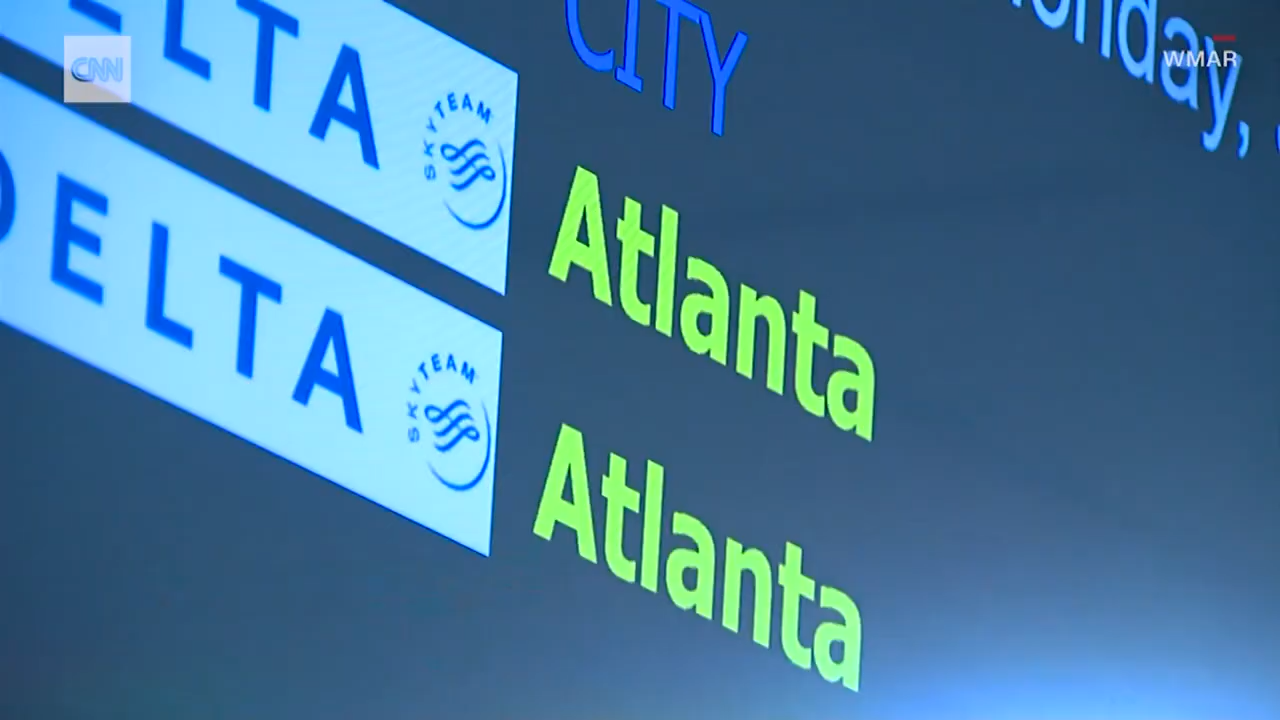 CNN
WMAR
CITY
ELTA
SKYTEAM
Atlanta
DELTA
SKYTEAM
Atlanta